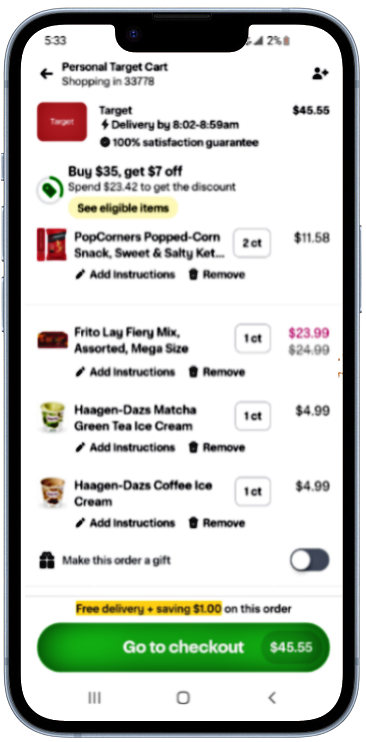 5:33
2%
Personal Target Cart
Shopping in 33778
Target
Target
$45.55
Delivery by 8:02-8:59am
100% satisfaction guarantee
Buy $35, get $7 off
Spend $23.42 to get the discount
See eligible items
PopCorners Popped-Corn
Snack, Sweet & Salty Ket...
2 ct
$11.58
Add Instructions Remove
Frito Lay Fiery Mix,
Assorted, Mega Size
1 ct
$23.99
$24.99
Add Instructions Remove
Haagen-Dazs Matcha
Green Tea Ice Cream
1 ct
$4.99
Add Instructions Remove
Haagen-Dazs Coffee Ice
Cream
1 ct
$4.99
Add Instructions Remove
Make this order a gift
Free delivery + saving $1.00 on this order
Go to checkout $45.55